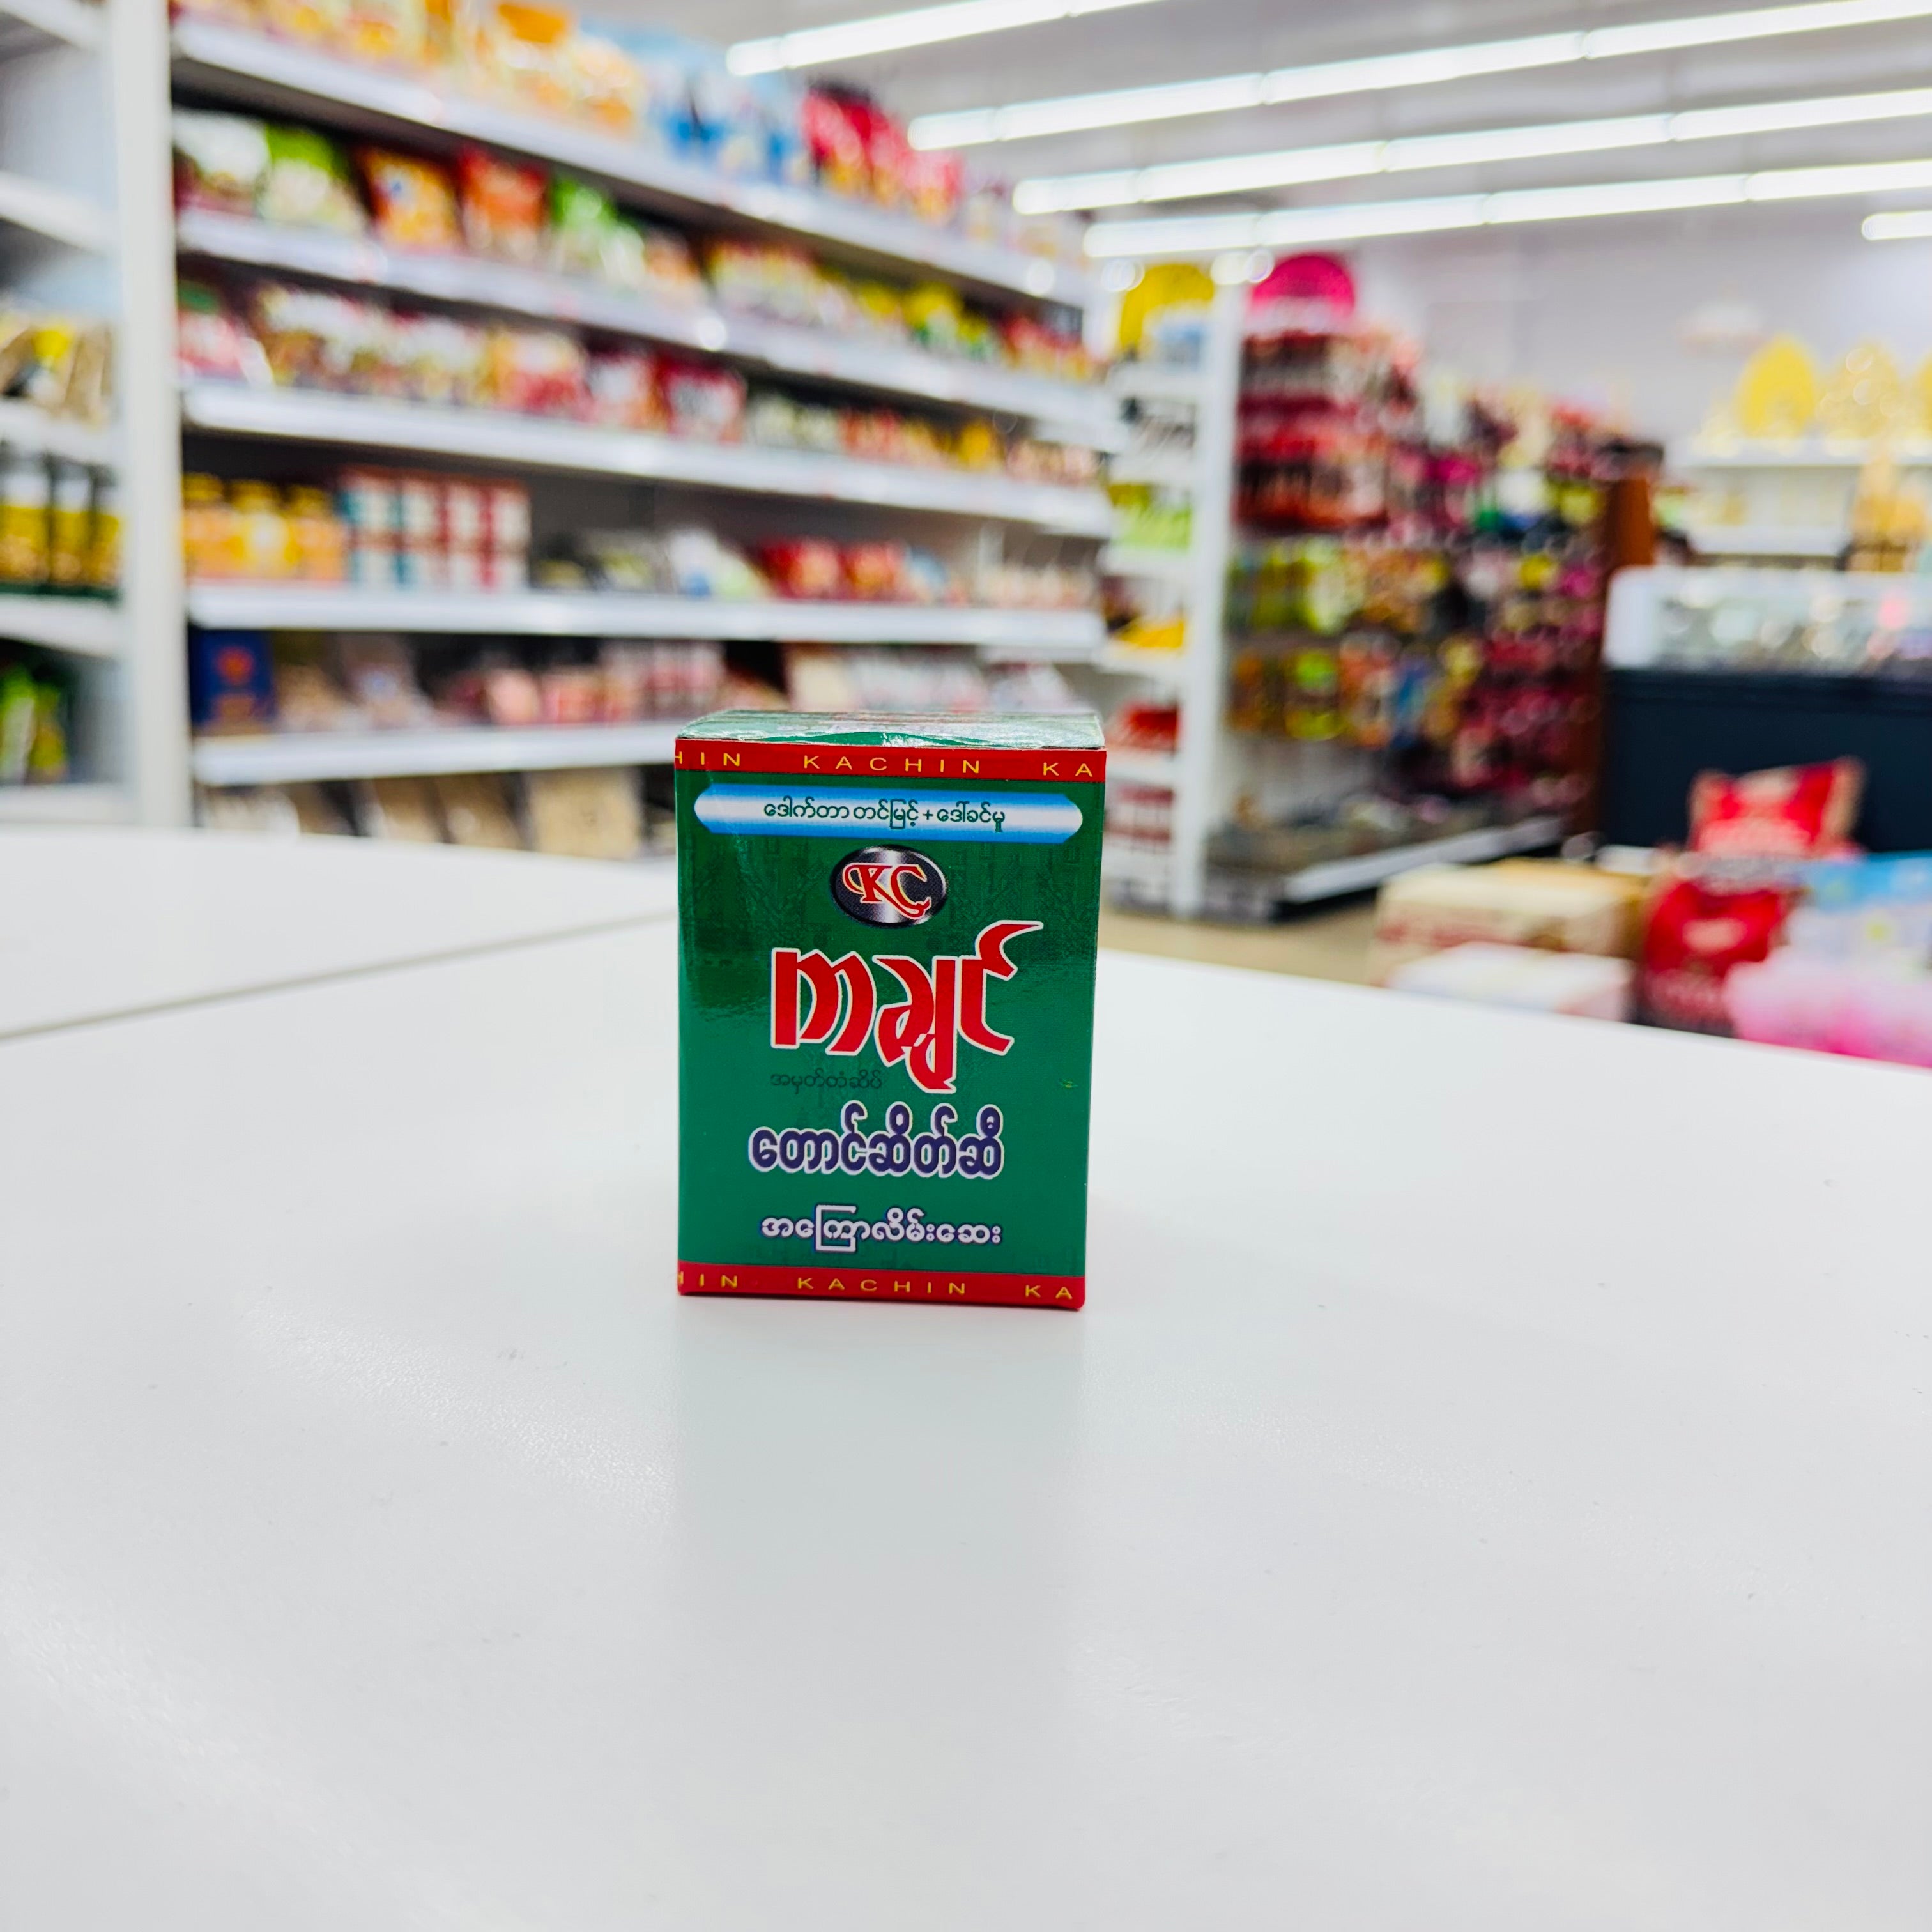 HIN KACHIN KA
ဒေါက်တာ တင်မြင့် + ဒေါ်ခင်မူ
KC
ကချင်
အမှတ်တံဆိပ်
တောင်ဆိတ်ဆီ
အကြောလိမ်းဆေး
HIN KACHIN KA